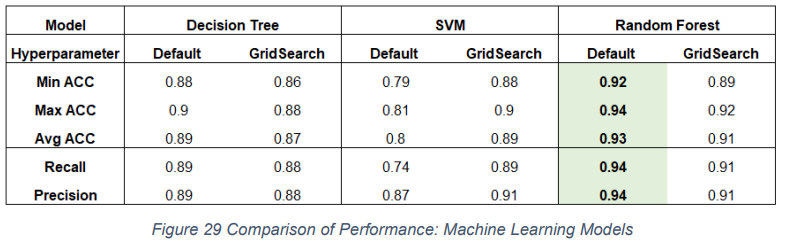 Model Decision Tree SVM Random Forest
Hyperparameter Default GridSearch Default GridSearch Default GridSearch
Min ACC 0.88 0.86 0.79 0.88 0.92 0.89
Max ACC 0.9 0.88 0.81 0.9 0.94 0.92
Avg ACC 0.89 0.87 0.8 0.89 0.93 0.91
Recall 0.89 0.88 0.74 0.89 0.94 0.91
Precision 0.89 0.88 0.87 0.91 0.94 0.91
Figure 29 Comparison of Performance: Machine Learning Models